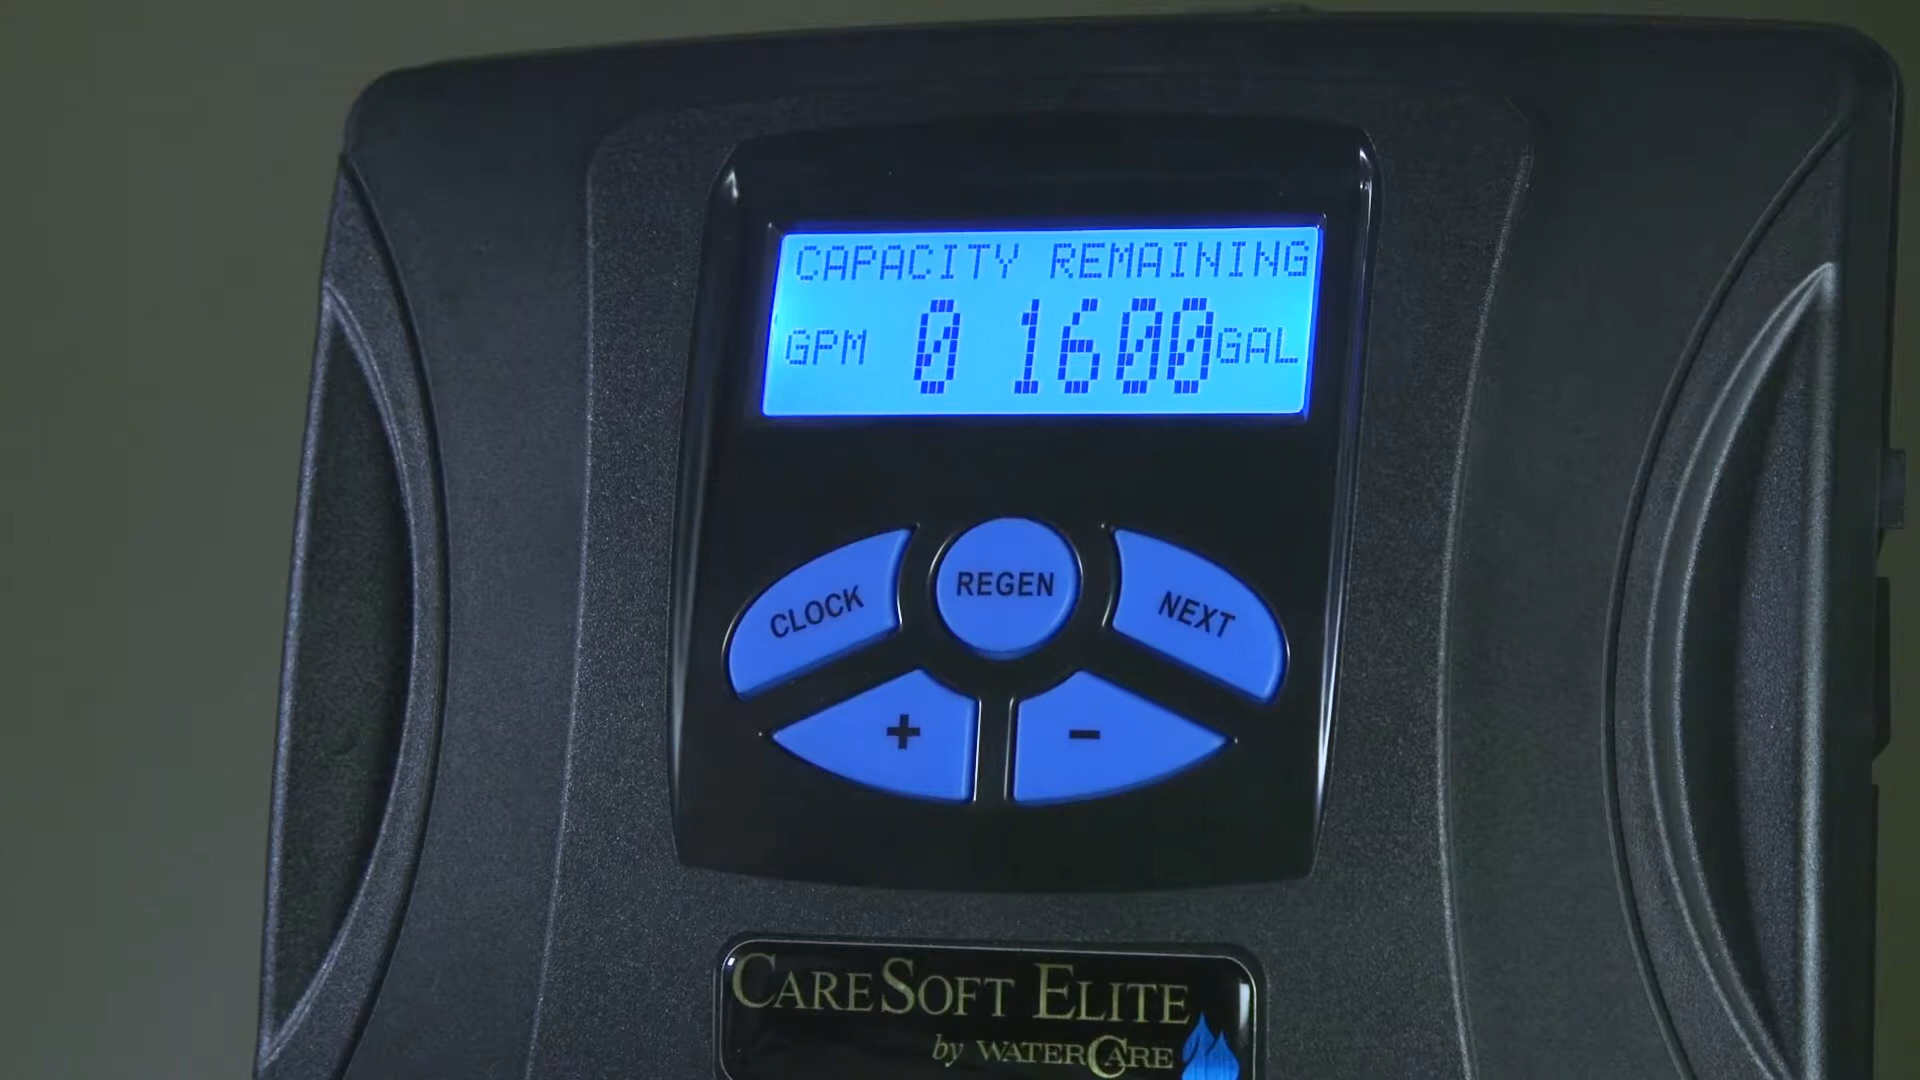 CAPACITY REMAINING
GPM 0 1600 GAL
CLOCK REGEN NEXT
+ -
CARESOFT ELITE
by WATERCARE